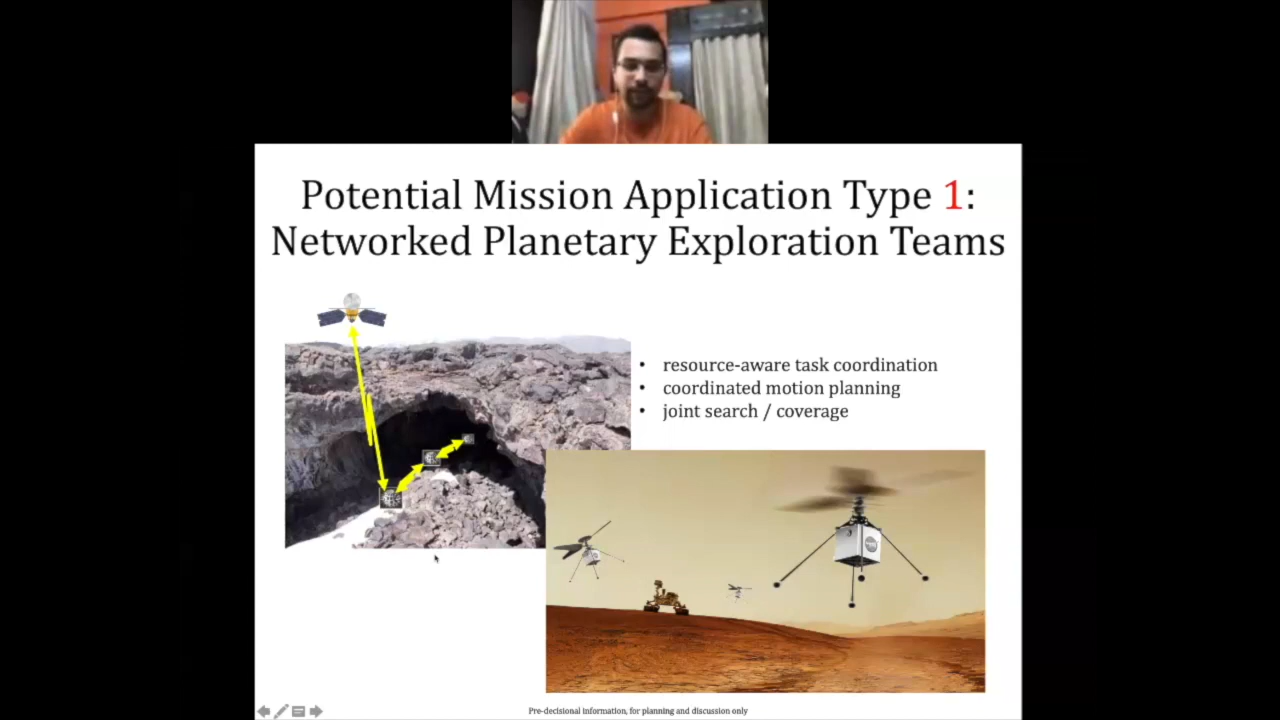 Potential Mission Application Type 1:
Networked Planetary Exploration Teams
• resource-aware task coordination
• coordinated motion planning
• joint search / coverage
Pre-decisional information, for planning and discussion only